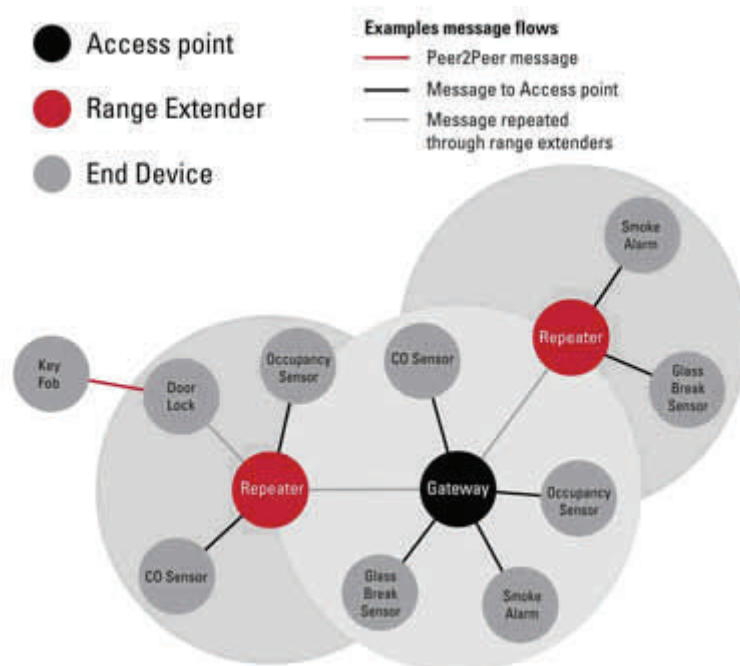 Access point
Range Extender
End Device
Examples message flows
Peer2Peer message
Message to Access point
Message repeated
through range extenders
Smoke
Alarm
Repeater
Glass
Break
Sensor
Key
Fob
Door
Lock
Occupancy
Sensor
CO Sensor
Repeater
Gateway
Occupancy
Sensor
CO Sensor
Glass
Break
Sensor
Smoke
Alarm